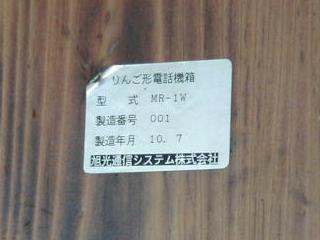 りんご形電話機箱
型　式 MR-1W
製造番号 001
製造年月 10. 7
旭光通信システム株式会社